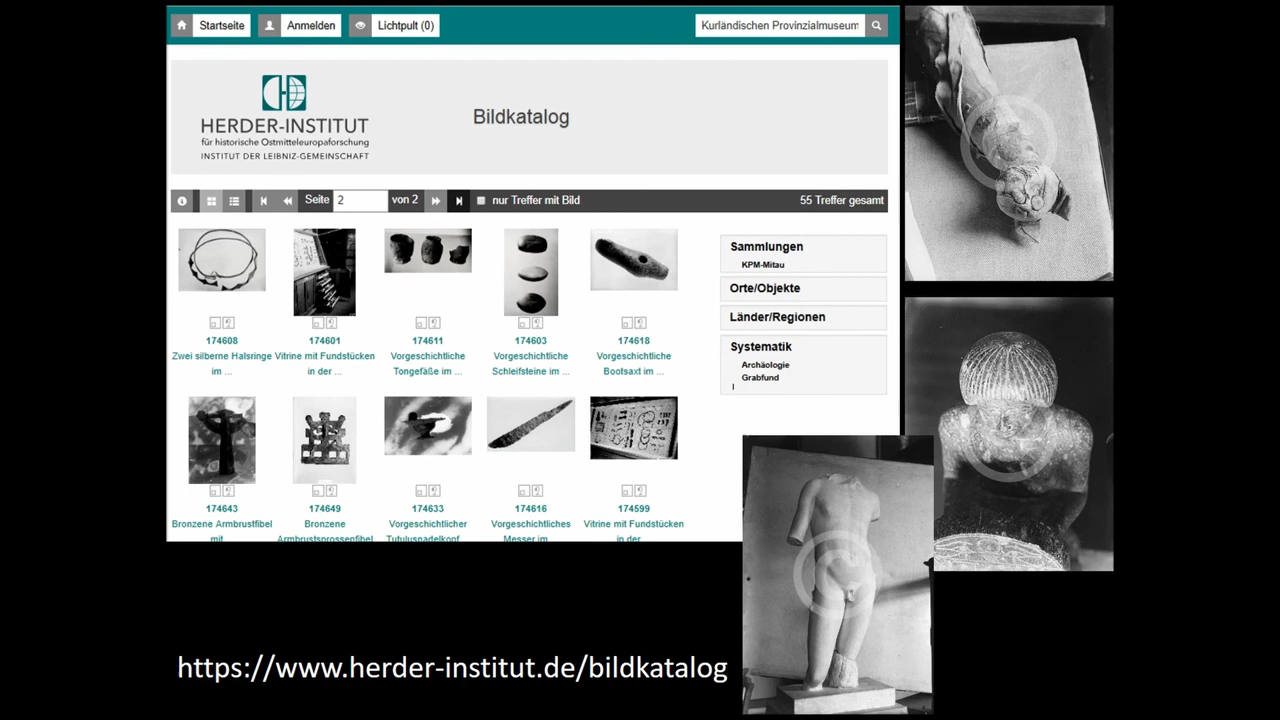 Startseite
Anmelden
Lichtpult (0)
Kurländischen Provinzialmuseum
HERDER-INSTITUT
für historische Ostmitteleuropaforschung
INSTITUT DER LEIBNIZ-GEMEINSCHAFT
Bildkatalog
Seite 2 von 2
nur Treffer mit Bild
55 Treffer gesamt
174608
Zwei silberne Halsringe
im ...
174601
Vitrine mit Fundstücken
in der ...
174611
Vorgeschichtliche
Tongefäße im ...
174603
Vorgeschichtliche
Schleifsteine im ...
174618
Vorgeschichtliche
Bootsaxt im ...
174643
Bronzene Armbrustfibel
mit
174649
Bronzene
Armbrustsprossenfibel
174633
Vorgeschichtlicher
Tutulusnadelkopf
174616
Vorgeschichtliches
Messer im
174599
Vitrine mit Fundstücken
in der
Sammlungen
KPM-Mitau
Orte/Objekte
Länder/Regionen
Systematik
Archäologie
Grabfund
https://www.herder-institut.de/bildkatalog